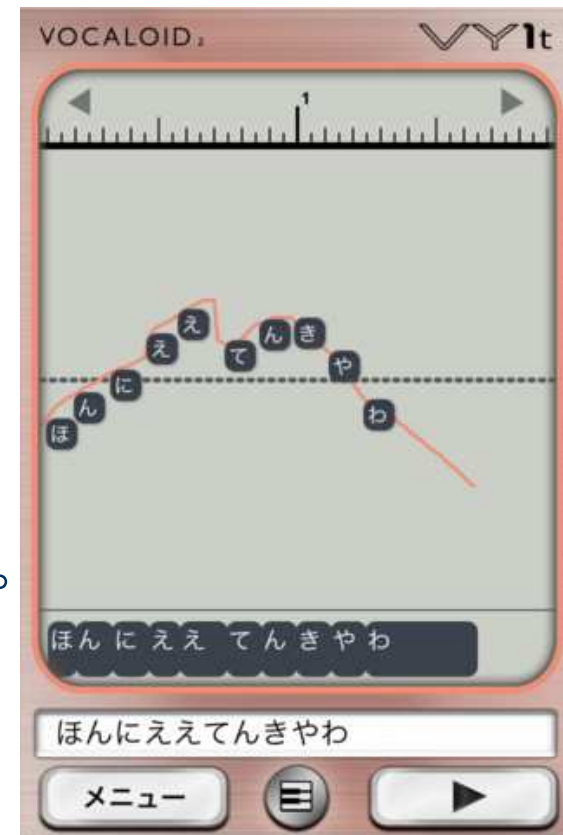 VOCALOID2 VY1t
1
え
え て ん き
に や
ん わ
ほ
ほんにええてんきやわ
ほんにええてんきやわ
メニュー